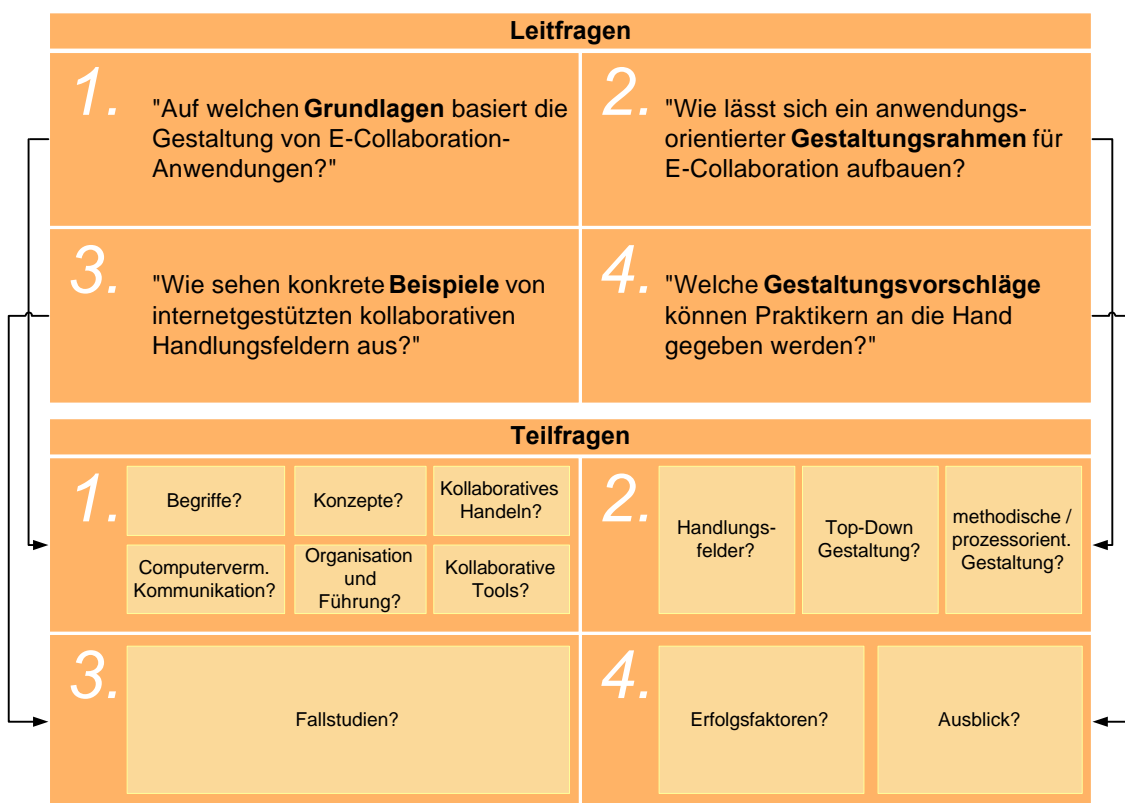 Leitfragen
1.
"Auf welchen Grundlagen basiert die
Gestaltung von E-Collaboration-
Anwendungen?"
2.
"Wie lässt sich ein anwendungs-
orientierter Gestaltungsrahmen für
E-Collaboration aufbauen?
3.
"Wie sehen konkrete Beispiele von
internetgestützten kollaborativen
Handlungsfeldern aus?"
4.
"Welche Gestaltungsvorschläge
können Praktikern an die Hand
gegeben werden?"
Teilfragen
1.
Begriffe?
Konzepte?
Kollaboratives
Handeln?
Computerverm.
Kommunikation?
Organisation
und
Führung?
Kollaborative
Tools?
2.
Handlungs-
felder?
Top-Down
Gestaltung?
methodische /
prozessorient.
Gestaltung?
3.
Fallstudien?
4.
Erfolgsfaktoren?
Ausblick?